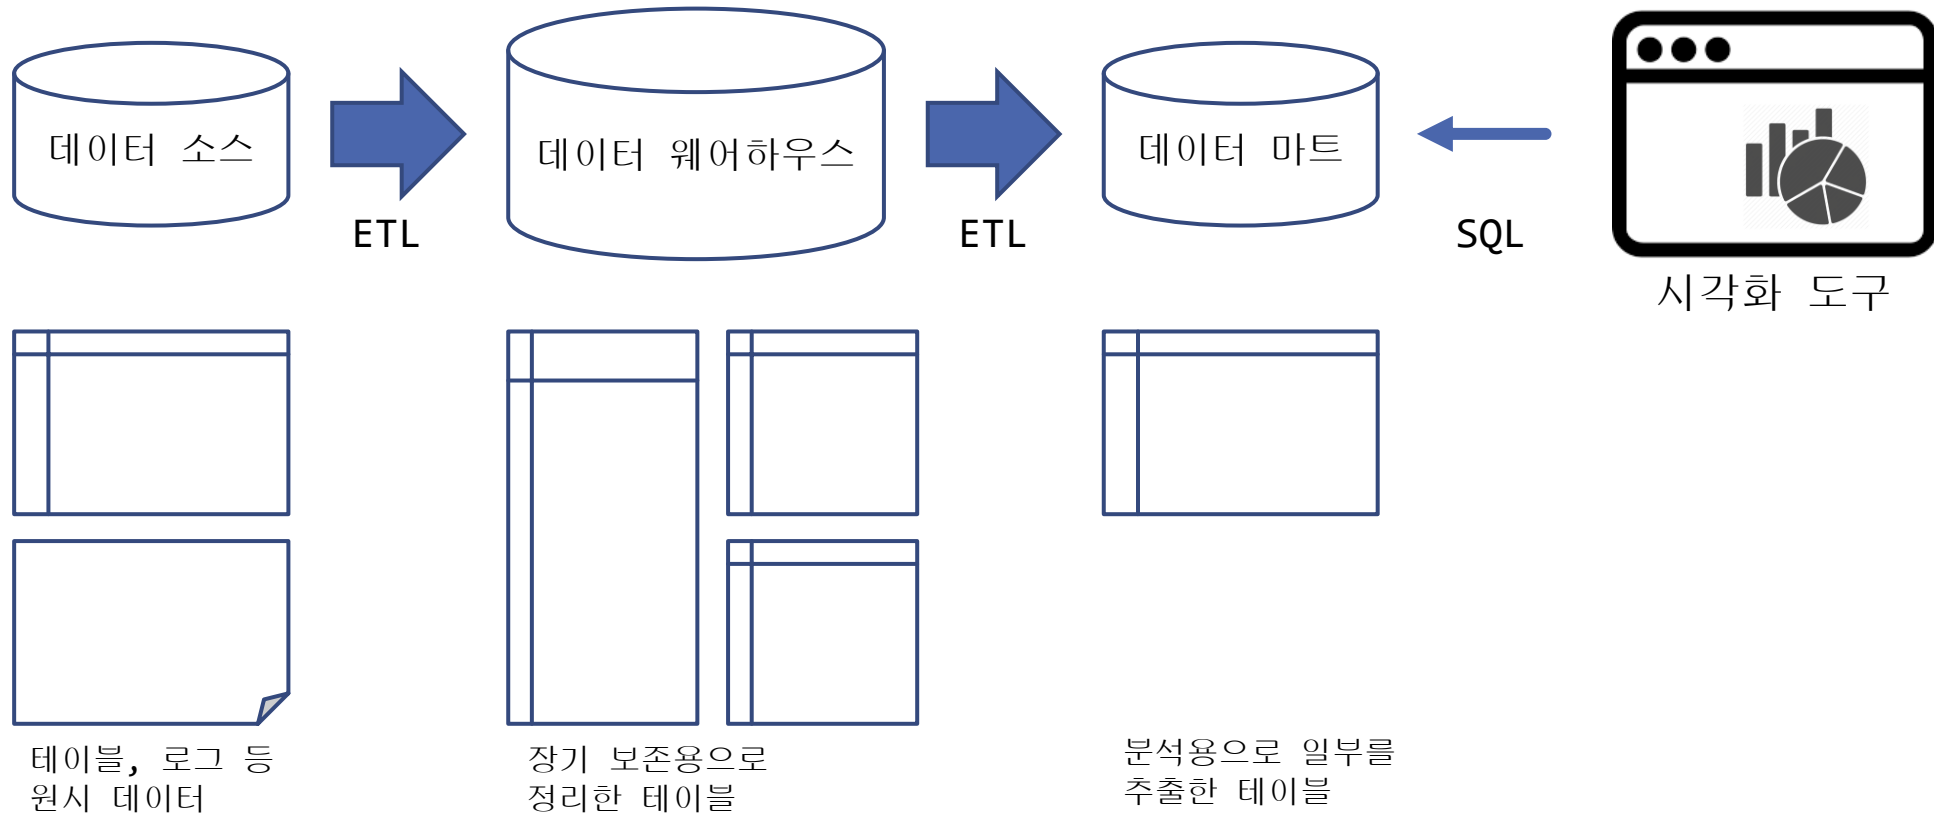 데이터 소스
ETL
데이터 웨어하우스
ETL
데이터 마트
SQL
시각화 도구
테이블, 로그 등
원시 데이터
장기 보존용으로
정리한 테이블
분석용으로 일부를
추출한 테이블